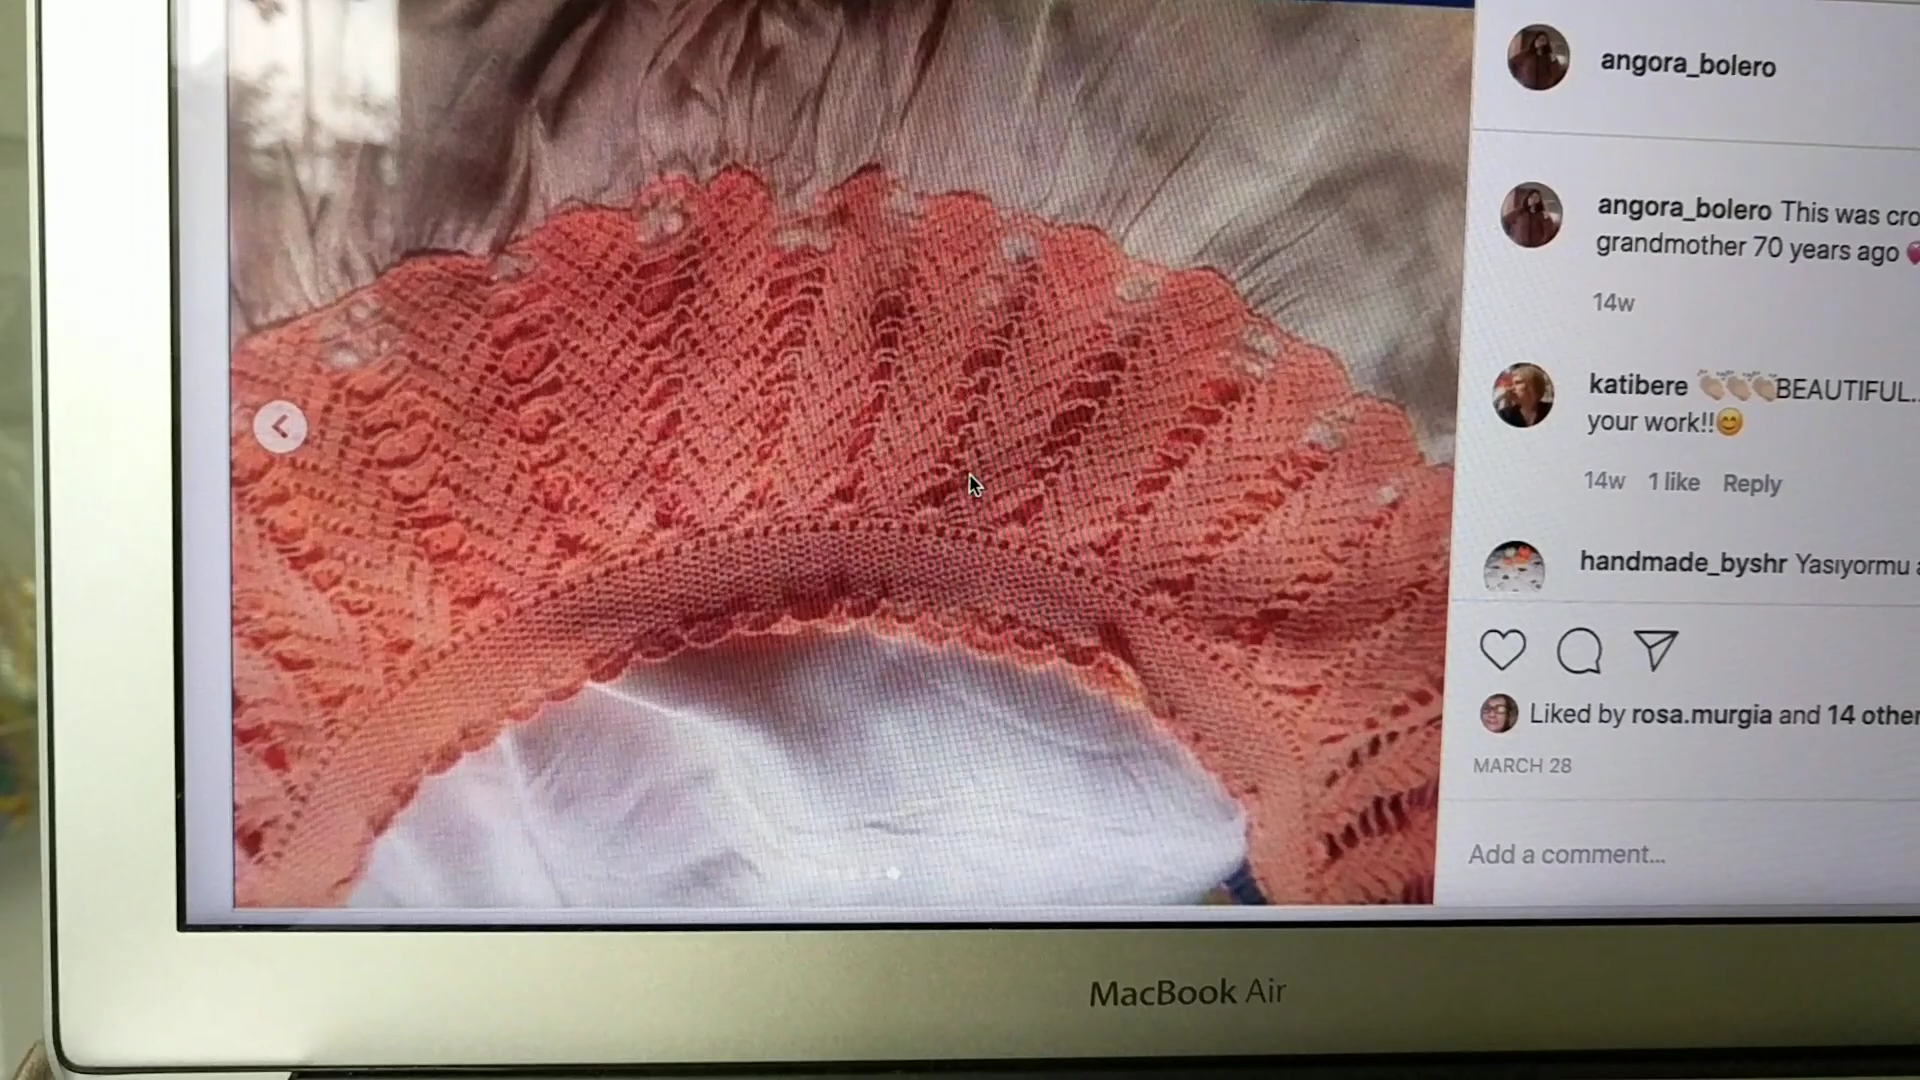 angora_bolero
angora_bolero This was cro
grandmother 70 years ago
14w
katibere 👏🏻👏🏻👏🏻BEAUTIFUL..
your work!!😊
14w 1 like Reply
handmade_byshr Yasıyormu a
Liked by rosa.murgia and 14 other
MARCH 28
Add a comment...
MacBook Air